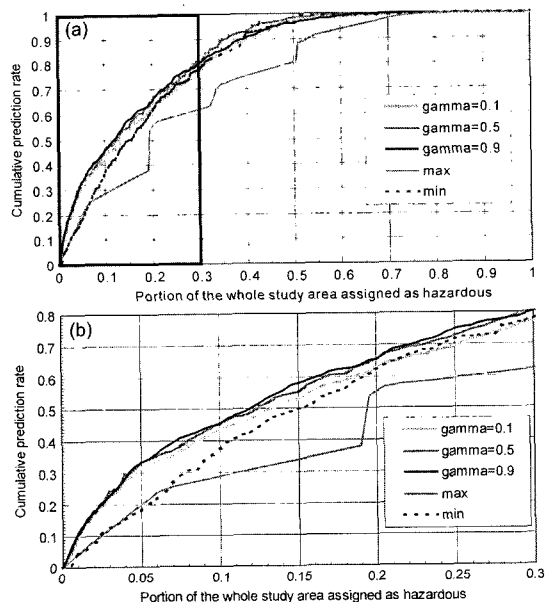 (a)
Cumulative prediction rate
1
0.9
0.8
0.7
0.6
0.5
0.4
0.3
0.2
0.1
0
gamma=0.1
gamma=0.5
gamma=0.9
max
min
0 0.1 0.2 0.3 0.4 0.5 0.6 0.7 0.8 0.9 1
Portion of the whole study area assigned as hazardous
(b)
Cumulative prediction rate
0.8
0.7
0.6
0.5
0.4
0.3
0.2
0.1
0
gamma=0.1
gamma=0.5
gamma=0.9
max
min
0 0.05 0.1 0.15 0.2 0.25 0.3
Portion of the whole study area assigned as hazardous